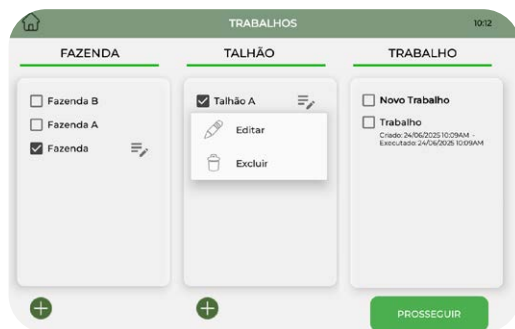 TRABALHOS
10:12
FAZENDA
TALHÃO
TRABALHO
Fazenda B
Fazenda A
Fazenda
Talhão A
Editar
Excluir
Novo Trabalho
Trabalho
Criado: 24/06/2025 10:09AM -
Executado: 24/06/2025 10:09AM
PROSSEGUIR